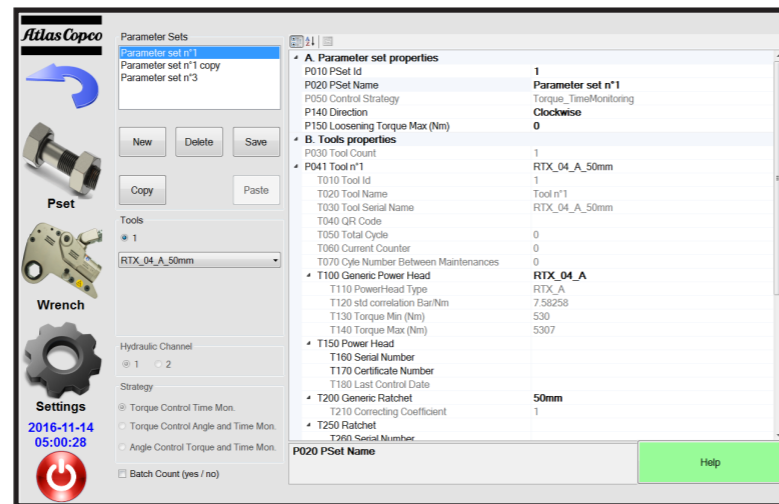 Atlas Copco
Pset
Wrench
Settings
2016-11-14
05:00:28
Parameter Sets
Parameter set n°1
Parameter set n°1 copy
Parameter set n°3
New Delete Save
Copy Paste
Tools
1
RTX_04_A_50mm
Hydraulic Channel
1 2
Strategy
Torque Control Time Mon.
Torque Control Angle and Time Mon.
Angle Control Torque and Time Mon.
Batch Count (yes / no)
A. Parameter set properties
P010 PSet Id 1
P020 PSet Name Parameter set n°1
P050 Control Strategy Torque_TimeMonitoring
P140 Direction Clockwise
P150 Loosening Torque Max (Nm) 0
B. Tools properties
P030 Tool Count 1
P041 Tool n°1 RTX_04_A_50mm
T010 Tool Id 1
T020 Tool Name Tool n°1
T030 Tool Serial Name RTX_04_A_50mm
T040 QR Code
T050 Total Cycle 0
T060 Current Counter 0
T070 Cyle Number Between Maintenances 0
T100 Generic Power Head RTX_04_A
T110 PowerHead Type RTX_A
T120 std correlation Bar/Nm 7.58258
T130 Torque Min (Nm) 530
T140 Torque Max (Nm) 5307
T150 Power Head
T160 Serial Number
T170 Certificate Number
T180 Last Control Date
T200 Generic Ratchet 50mm
T210 Correcting Coefficient 1
T250 Ratchet
T260 Serial Number
P020 PSet Name
Help